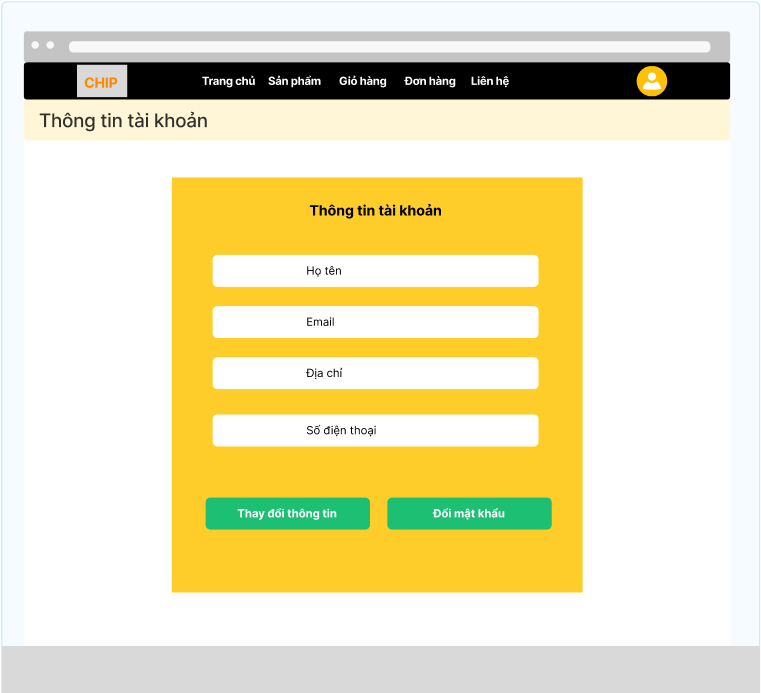 CHIP Trang chủ Sản phẩm Giỏ hàng Đơn hàng Liên hệ
Thông tin tài khoản
Thông tin tài khoản
Họ tên
Email
Địa chỉ
Số điện thoại
Thay đổi thông tin Đổi mật khẩu